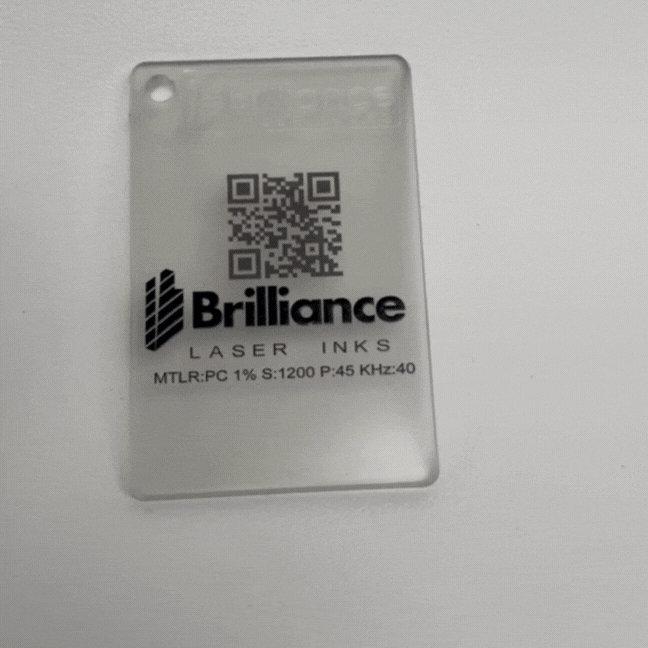 Brilliance
LASER INKS
MTLR:PC 1% S:1200 P:45 KHz:40